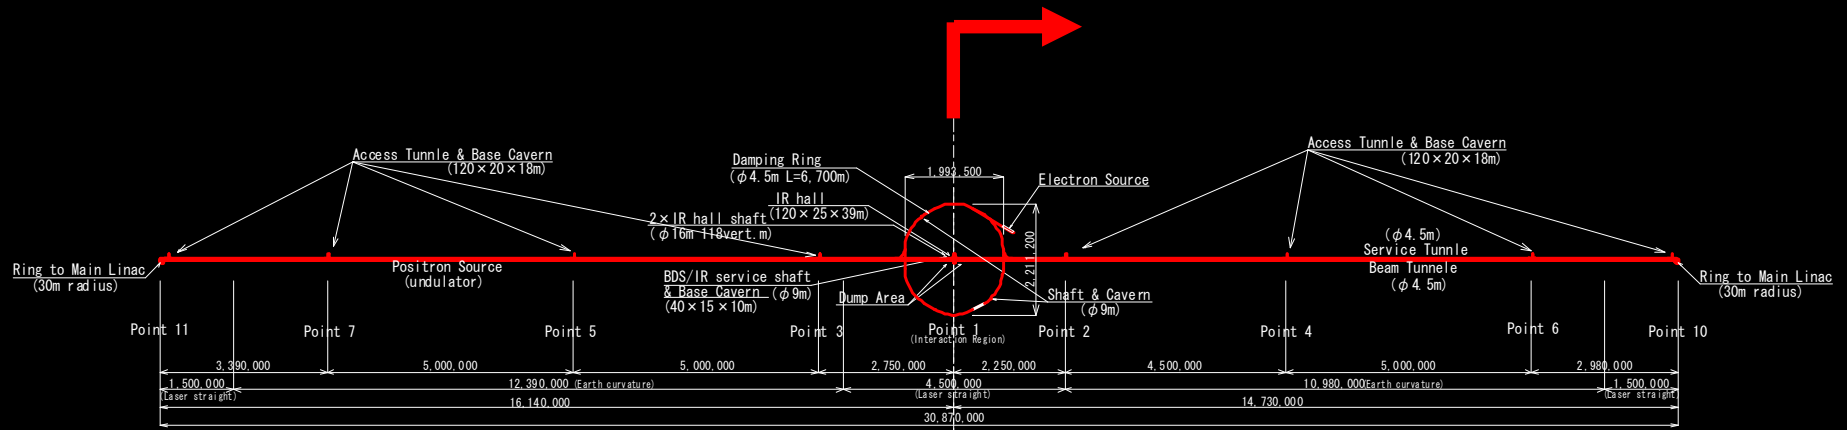 Access Tunnle & Base Cavern
(120×20×18m)
Damping Ring
(φ4.5m L=6,700m)
1,993,500
Electron Source
Access Tunnle & Base Cavern
(120×20×18m)
IR hall
(120×25×39m)
2×IR hall shaft
(φ16m 118vert.m)
2,211,200
(φ4.5m)
Service Tunnle
Beam Tunnele
(φ4.5m)
Ring to Main Linac
(30m radius)
Positron Source
(undulator)
BDS/IR service shaft
& Base Cavern (φ9m)
(40×15×10m)
Dump Area
Shaft & Cavern
(φ9m)
Ring to Main Linac
(30m radius)
Point 11
Point 7
Point 5
Point 3
Point 1
(Interaction Region)
Point 2
Point 4
Point 6
Point 10
3,390,000
5,000,000
5,000,000
2,750,000
2,250,000
4,500,000
5,000,000
2,980,000
1,500,000
(Laser straight)
12,390,000 (Earth curvature)
4,500,000
(Laser straight)
10,980,000(Earth curvature)
1,500,000
(Laser straight)
16,140,000
14,730,000
30,870,000